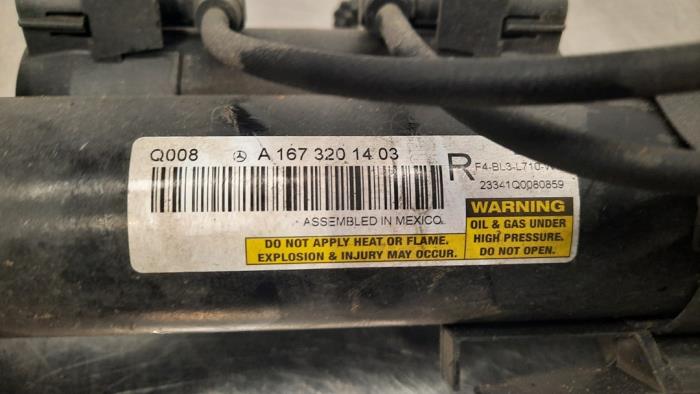 Q008 A 167 320 14 03
R
F4-BL3-L710-
23341Q0080859
ASSEMBLED IN MEXICO
WARNING
OIL & GAS UNDER
HIGH PRESSURE.
DO NOT OPEN.
DO NOT APPLY HEAT OR FLAME.
EXPLOSION & INJURY MAY OCCUR.